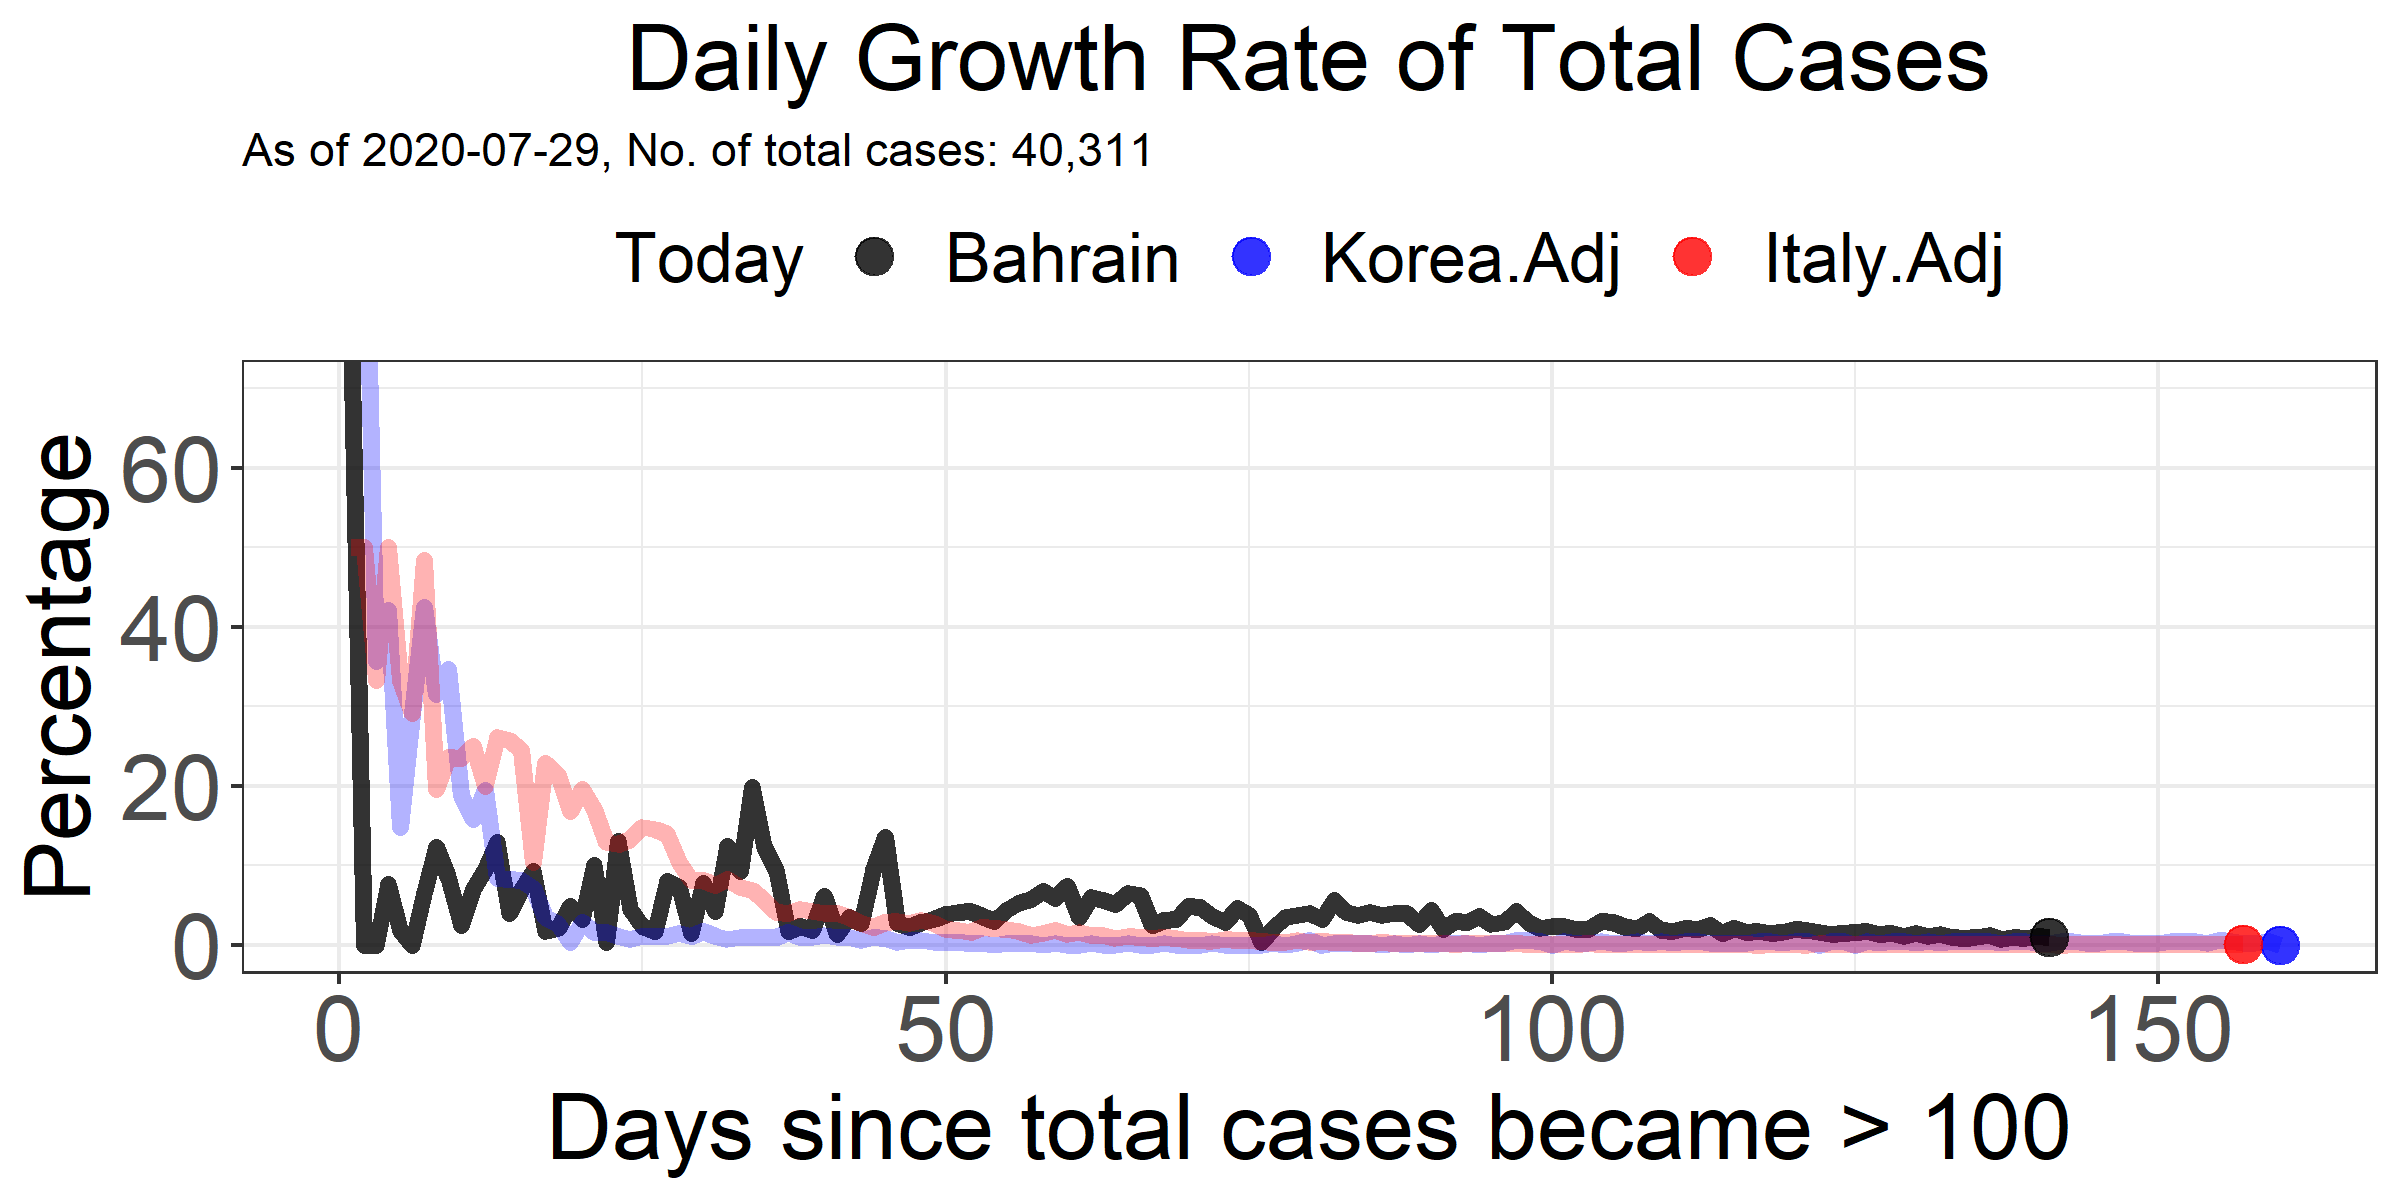 Daily Growth Rate of Total Cases
As of 2020-07-29, No. of total cases: 40,311
Today Bahrain Korea.Adj Italy.Adj
Percentage
60
40
20
0
0 50 100 150
Days since total cases became > 100